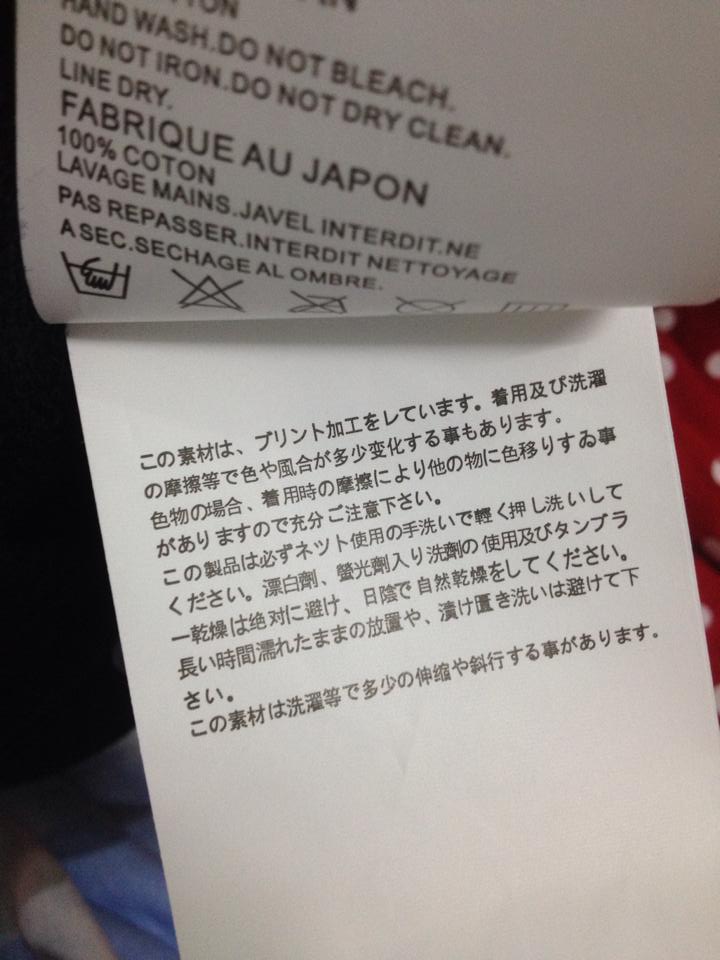 HAND WASH.DO NOT BLEACH.
DO NOT IRON.DO NOT DRY CLEAN.
LINE DRY.
FABRIQUE AU JAPON
100% COTON
LAVAGE MAINS.JAVEL INTERDIT.NE
PAS REPASSER.INTERDIT NETTOYAGE
A SEC.SECHAGE AL OMBRE.
この素材は、プリント加工をレています。着用及び洗濯
の摩擦等で色や風合が多少变化する事もあります。
色物の場合、着用時の摩擦により他の物に色移りすゐ事
がありますので充分ご注意下さい。
この製品は必ずネット使用の手洗いで輕く押し洗いして
ください。漂白劑、螢光劑入り洗劑の使用及びタンブラ
一乾燥は绝対に避け、日陰で自然乾燥をしてください。
長い時間濡れたままの放置や、漬け置き洗いは避けて下
さい。
この素材は洗濯等で多少の伸缩や斜行する事があります。